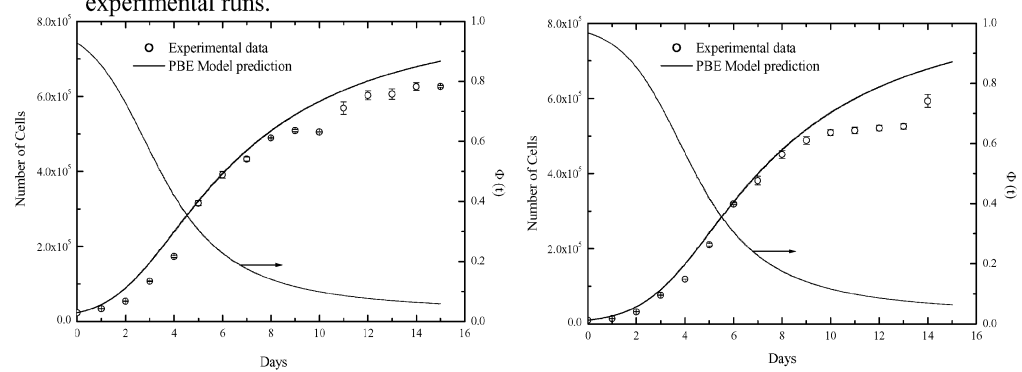 experimental runs.
8.0x10⁵
6.0x10⁵
4.0x10⁵
2.0x10⁵
0.0
Number of Cells
Experimental data
PBE Model prediction
1.0
0.8
0.6
0.4
0.2
0.0
Φ (t)
0 2 4 6 8 10 12 14 16
Days
8.0x10⁵
6.0x10⁵
4.0x10⁵
2.0x10⁵
0.0
Number of Cells
Experimental data
PBE Model prediction
1.0
0.8
0.6
0.4
0.2
0.0
Φ (t)
0 2 4 6 8 10 12 14 16
Days